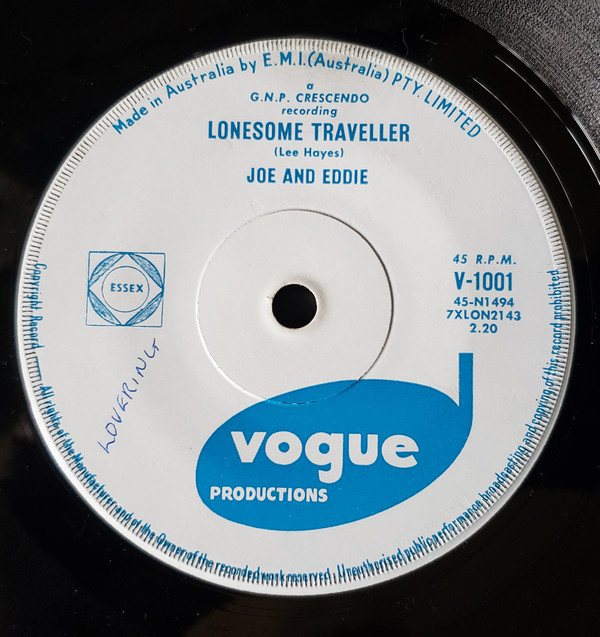 Made in Australia by E.M.I.(Australia) PTY. LIMITED
a
G.N.P. CRESCENDO
recording
LONESOME TRAVELLER
(Lee Hayes)
JOE AND EDDIE
ESSEX
45 R.P.M.
V-1001
45-N1494
7XLON2143
2.20
LOVERING
vogue
PRODUCTIONS
Copyright Record. All rights of the Manufacturer and of the Owner of the recorded work reserved. Unauthorised public performance broadcasting and copying of this record prohibited